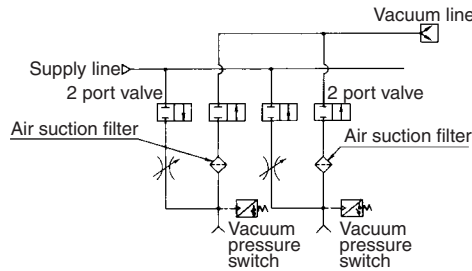 Vacuum line
Supply line
2 port valve
2 port valve
Air suction filter
Air suction filter
Vacuum
pressure
switch
Vacuum
pressure
switch